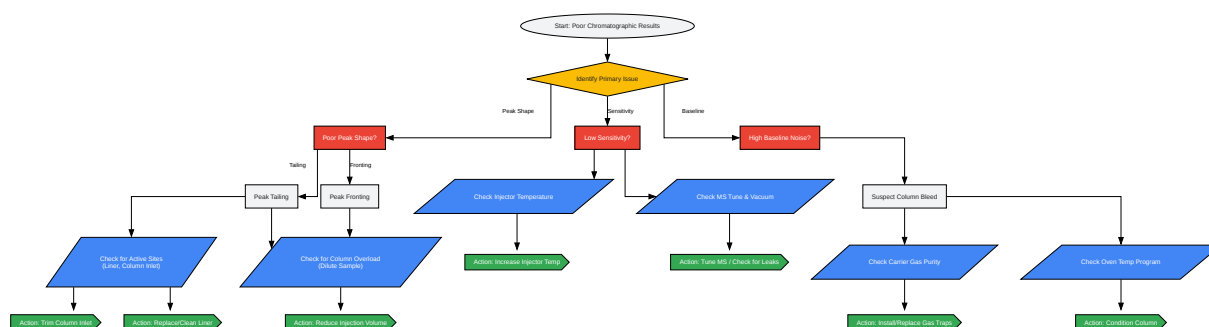 Start: Poor Chromatographic Results
Identify Primary Issue
Peak Shape
Sensitivity
Baseline
Poor Peak Shape?
Low Sensitivity?
High Baseline Noise?
Tailing
Fronting
Peak Tailing
Peak Fronting
Check Injector Temperature
Check MS Tune & Vacuum
Suspect Column Bleed
Check for Active Sites
(Liner, Column Inlet)
Check for Column Overload
(Dilute Sample)
Action: Increase Injector Temp
Action: Tune MS / Check for Leaks
Check Carrier Gas Purity
Check Oven Temp Program
Action: Trim Column Inlet
Action: Replace/Clean Liner
Action: Reduce Injection Volume
Action: Install/Replace Gas Traps
Action: Condition Column